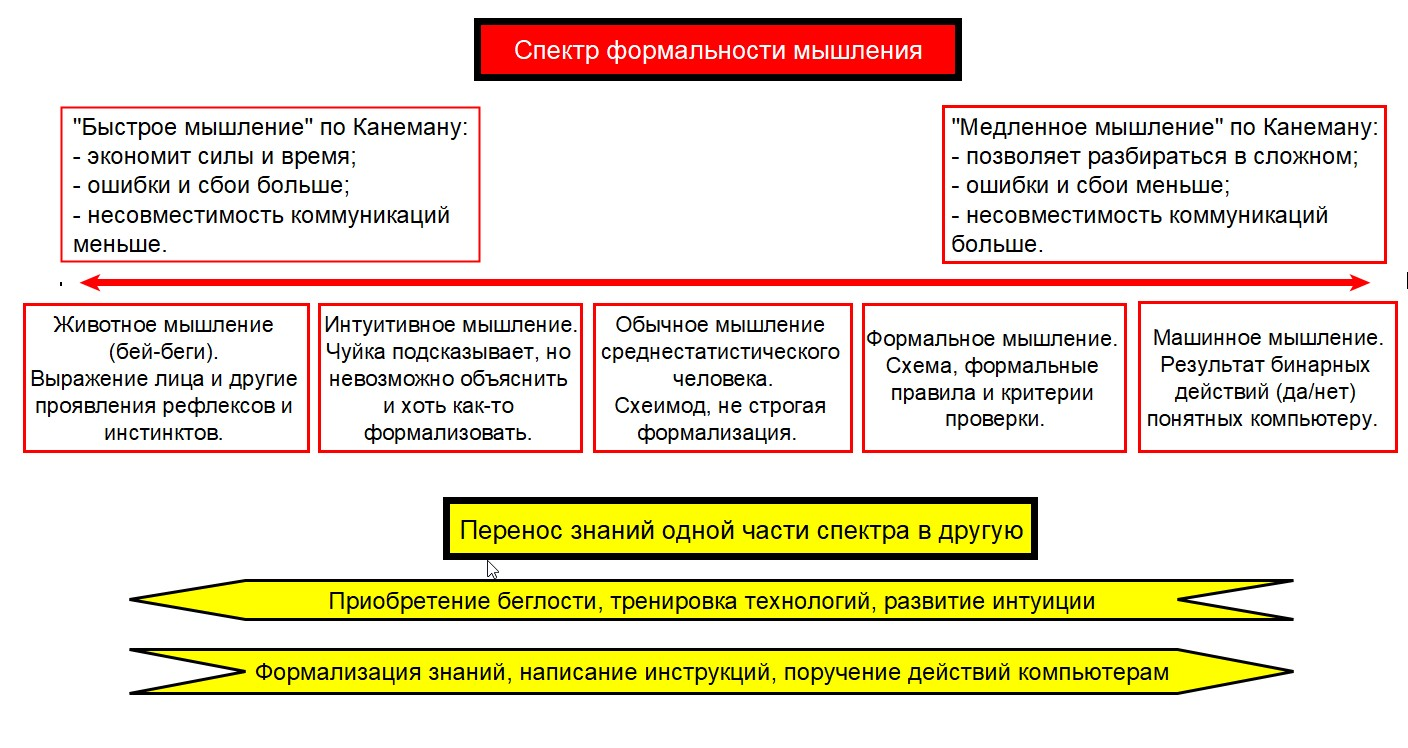 Спектр формальности мышления
"Быстрое мышление" по Канеману:
- экономит силы и время;
- ошибки и сбои больше;
- несовместимость коммуникаций
меньше.
"Медленное мышление" по Канеману:
- позволяет разбираться в сложном;
- ошибки и сбои меньше;
- несовместимость коммуникаций
больше.
Животное мышление
(бей-беги).
Выражение лица и другие
проявления рефлексов и
инстинктов.
Интуитивное мышление.
Чуйка подсказывает, но
невозможно объяснить
и хоть как-то
формализовать.
Обычное мышление
среднестатистического
человека.
Схеимод, не строгая
формализация.
Формальное мышление.
Схема, формальные
правила и критерии
проверки.
Машинное мышление.
Результат бинарных
действий (да/нет)
понятных компьютеру.
Перенос знаний одной части спектра в другую
Приобретение беглости, тренировка технологий, развитие интуиции
Формализация знаний, написание инструкций, поручение действий компьютерам